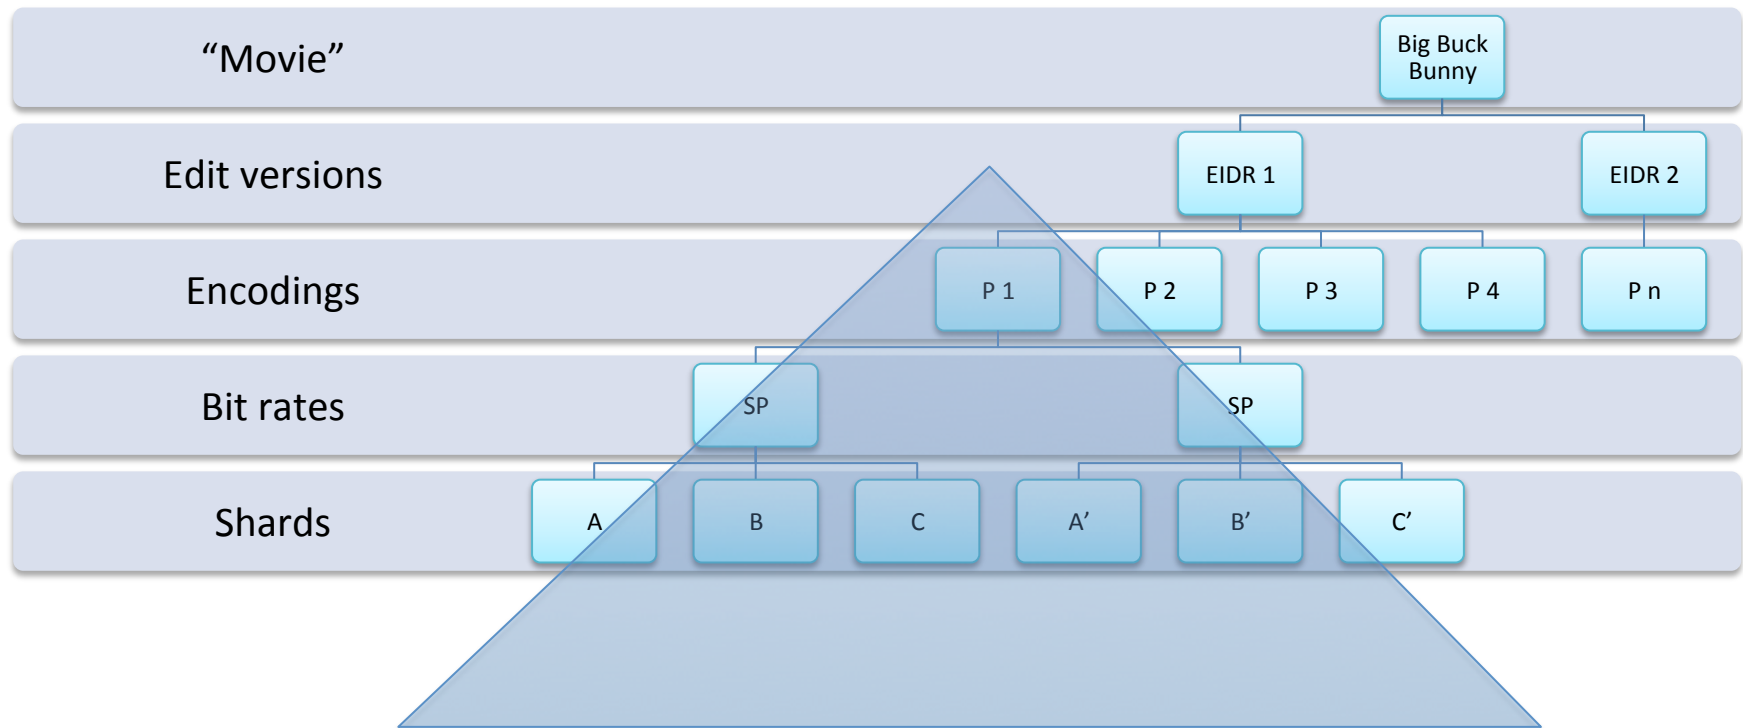 “Movie”
Big Buck
Bunny
Edit versions
EIDR 1
EIDR 2
Encodings
P 1
P 2
P 3
P 4
P n
Bit rates
SP
SP
Shards
A
B
C
A’
B’
C’